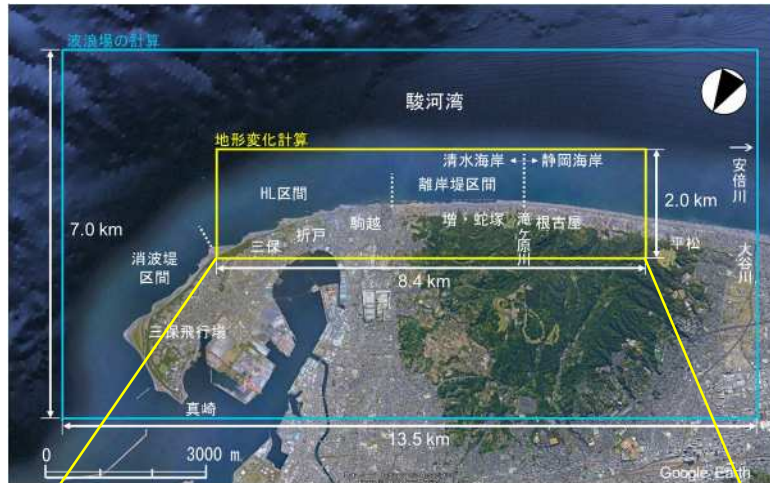 波浪場の計算
駿河湾
地形変化計算
清水海岸 ↔ 静岡海岸
安倍川
HL区間
離岸堤区間
2.0 km
7.0 km
駒越
増・蛇塚
滝ヶ原川
根古屋
折戸
三保
平松
大谷川
消波堤
区間
8.4 km
三保飛行場
真崎
13.5 km
0
3000 m
Google Earth